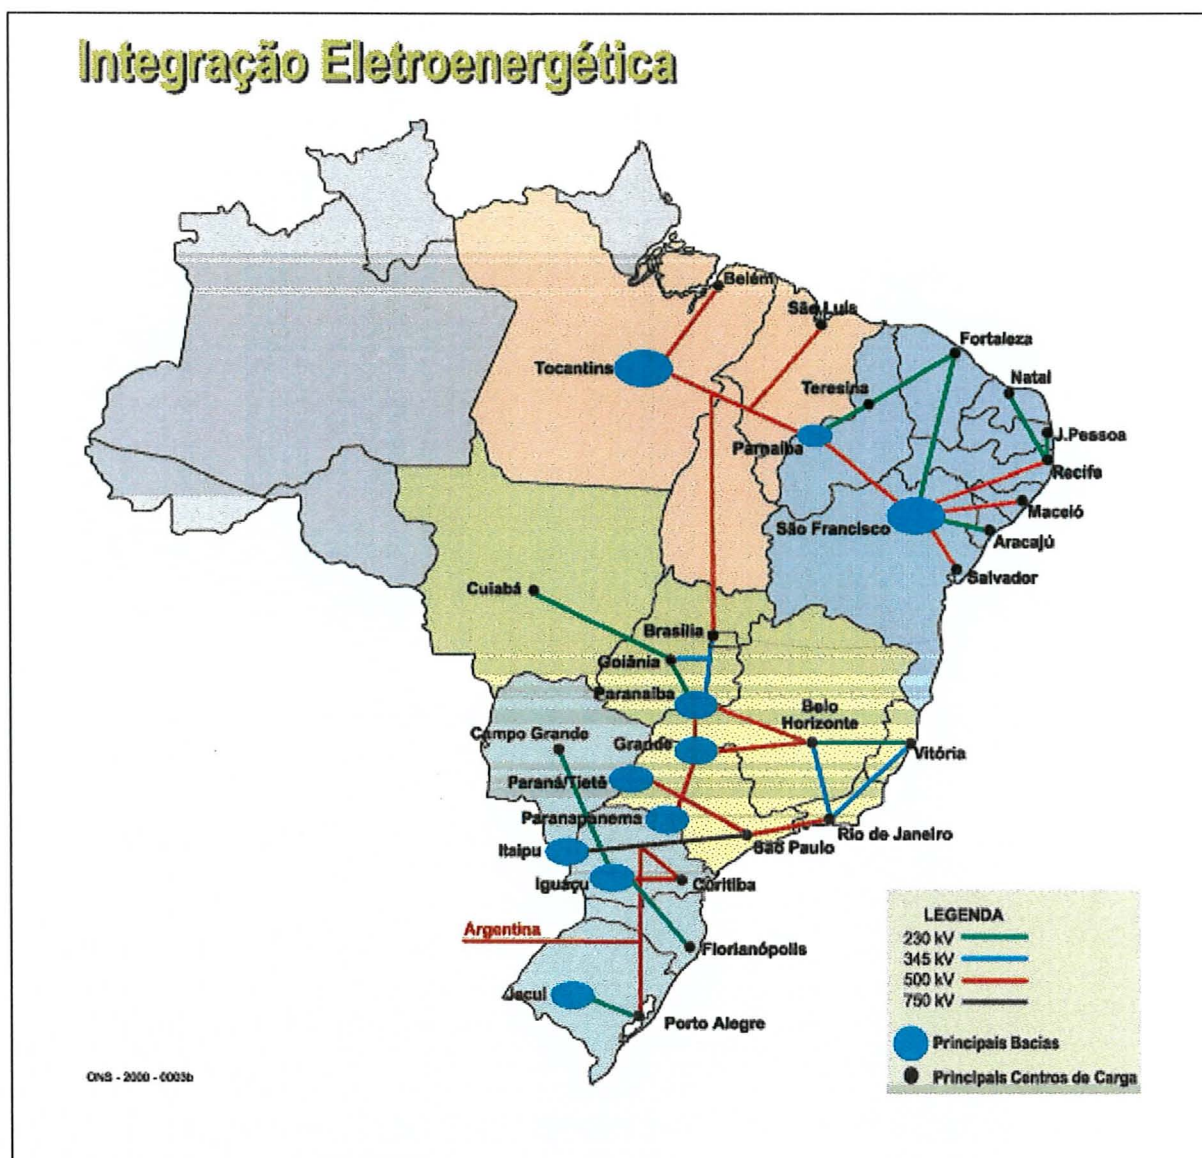 Integração Eletroenergética
Belém
São Luís
Fortaleza
Tocantins
Teresina
Natal
Parnaíba
J.Pessoa
Recife
São Francisco
Maceió
Aracajú
Salvador
Cuiabá
Brasília
Goiânia
Paranaíba
Belo
Horizonte
Campo Grande
Grande
Vitória
Paraná/Tietê
Paranapanema
Rio de Janeiro
São Paulo
Itaipu
Iguaçu
Curitiba
Argentina
Florianópolis
Jacuí
Porto Alegre
LEGENDA
230 kV
345 kV
500 kV
750 kV
Principais Bacias
Principais Centros de Carga
ONS - 2000 - 0003b